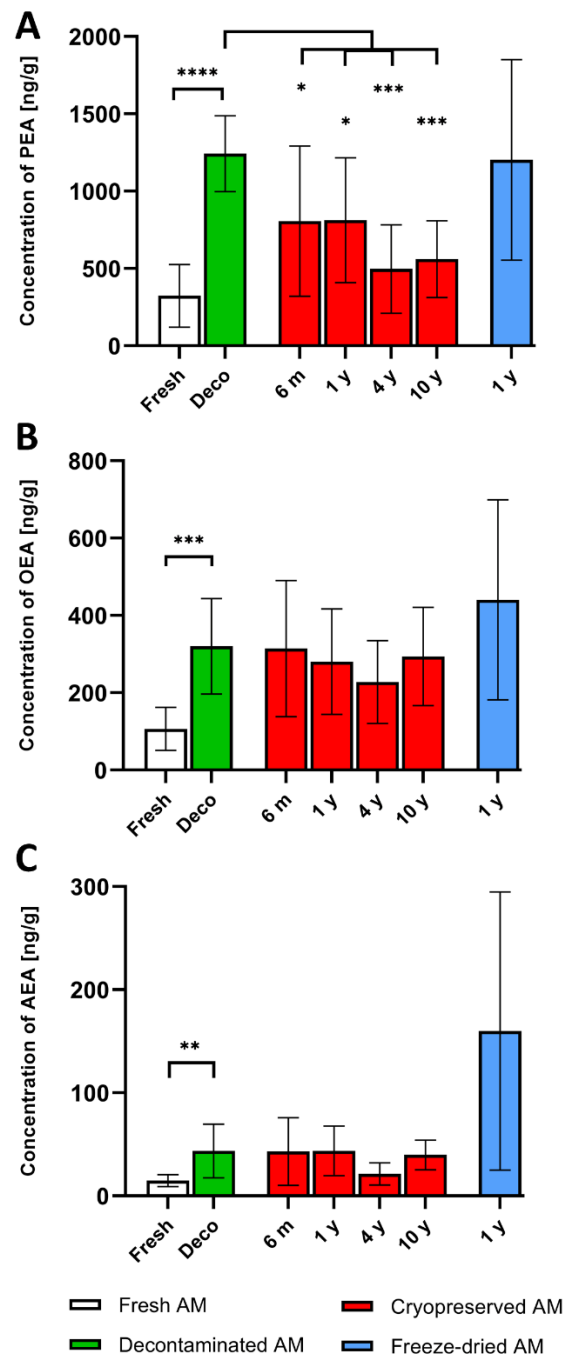 A
Concentration of PEA [ng/g]
2000
1500
1000
500
0
****
*
*
***
***
Fresh
Deco
6 m
1 y
4 y
10 y
1 y
B
Concentration of OEA [ng/g]
800
600
400
200
0
***
Fresh
Deco
6 m
1 y
4 y
10 y
1 y
C
Concentration of AEA [ng/g]
300
200
100
0
**
Fresh
Deco
6 m
1 y
4 y
10 y
1 y
Fresh AM
Cryopreserved AM
Decontaminated AM
Freeze-dried AM